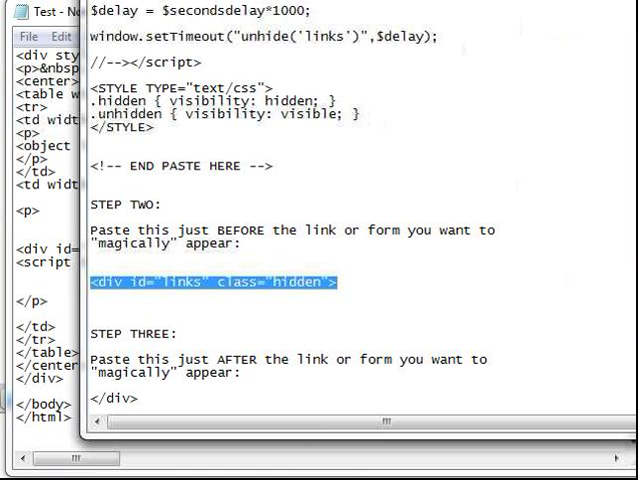 Test - No
File Edit
<div sty
<p>&nbsp
<center>
<table w
<tr>
<td widt
<p>
<object
</p>
</td>
<td widt
<p>
<div id=
<script
</p>
</td>
</tr>
</table>
</center
</div>
</body>
</html>
$delay = $secondsdelay*1000;
window.setTimeout("unhide('links')",$delay);
//--></script>
<STYLE TYPE="text/css">
.hidden { visibility: hidden; }
.unhidden { visibility: visible; }
</STYLE>
<!-- END PASTE HERE -->
STEP TWO:
Paste this just BEFORE the link or form you want to
"magically" appear:
<div id="links" class="hidden">
STEP THREE:
Paste this just AFTER the link or form you want to
"magically" appear:
</div>